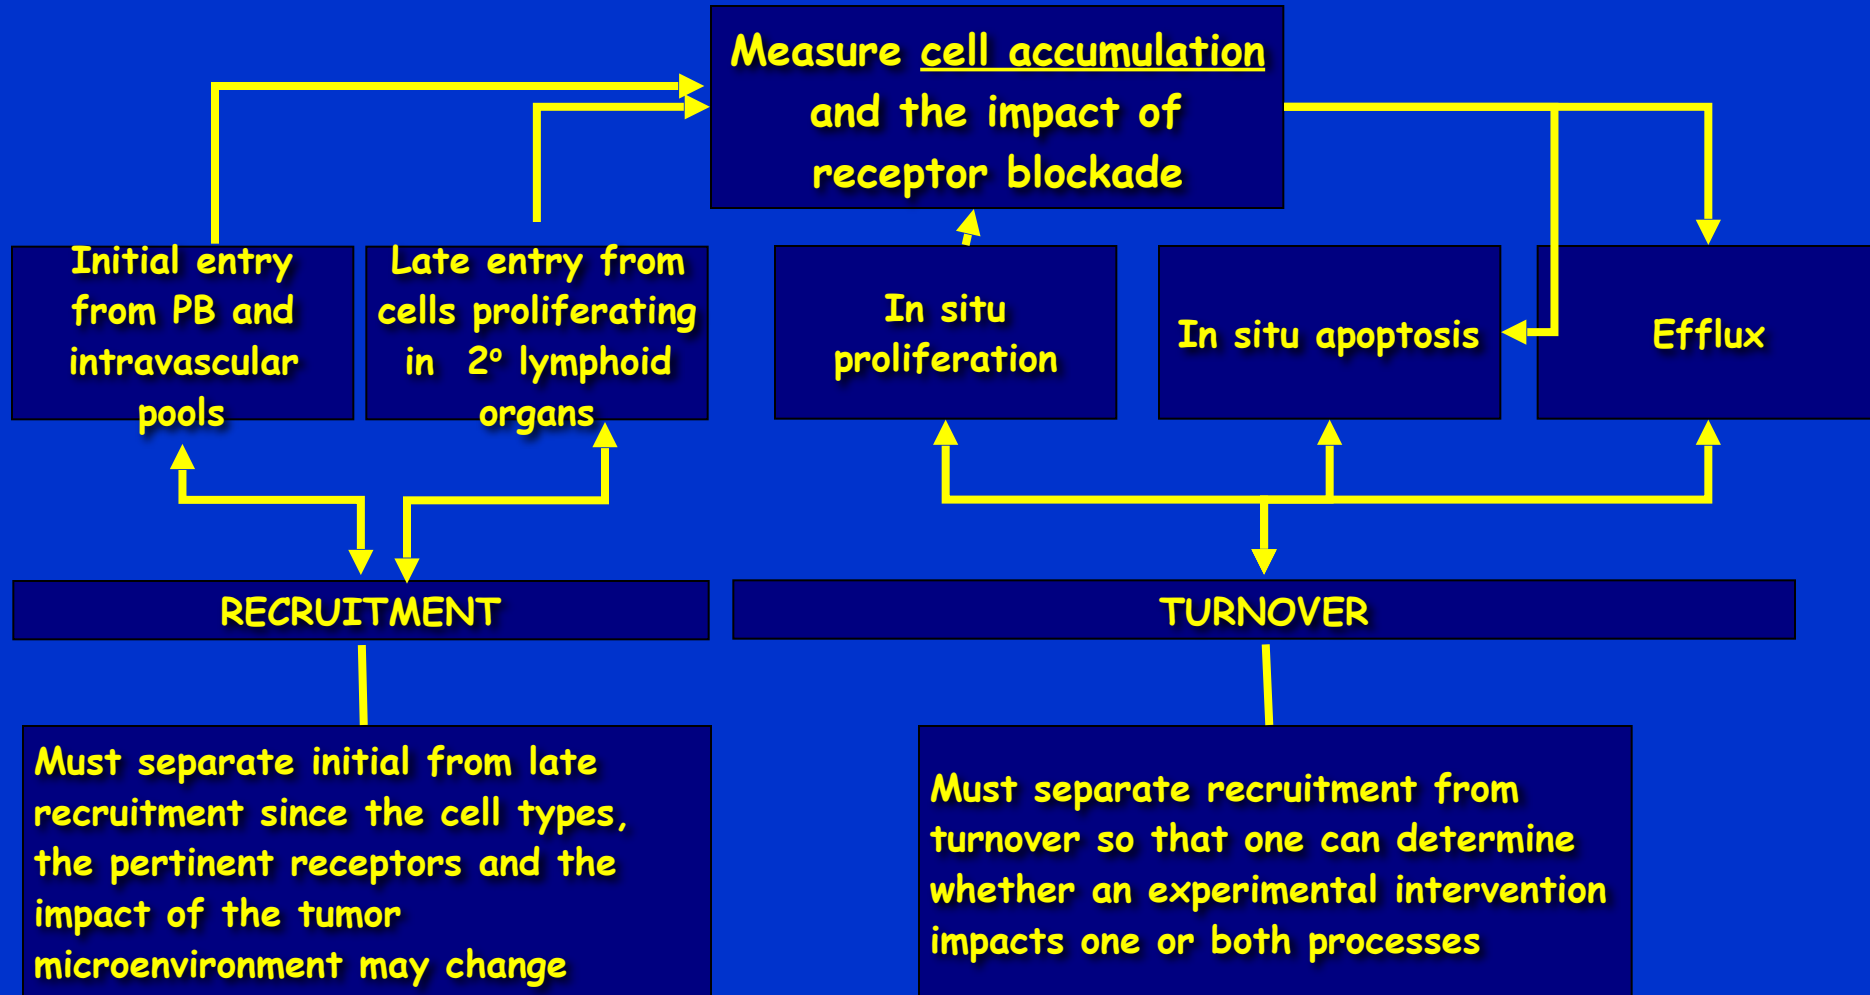 Measure cell accumulation
and the impact of
receptor blockade
Initial entry
from PB and
intravascular
pools
Late entry from
cells proliferating
in 2º lymphoid
organs
In situ
proliferation
In situ apoptosis
Efflux
RECRUITMENT
TURNOVER
Must separate initial from late
recruitment since the cell types,
the pertinent receptors and the
impact of the tumor
microenvironment may change
Must separate recruitment from
turnover so that one can determine
whether an experimental intervention
impacts one or both processes